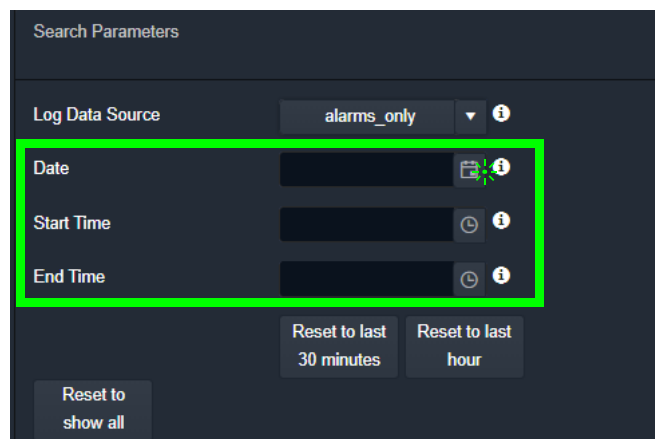 Search Parameters
Log Data Source
alarms_only
Date
Start Time
End Time
Reset to last
30 minutes
Reset to last
hour
Reset to
show all